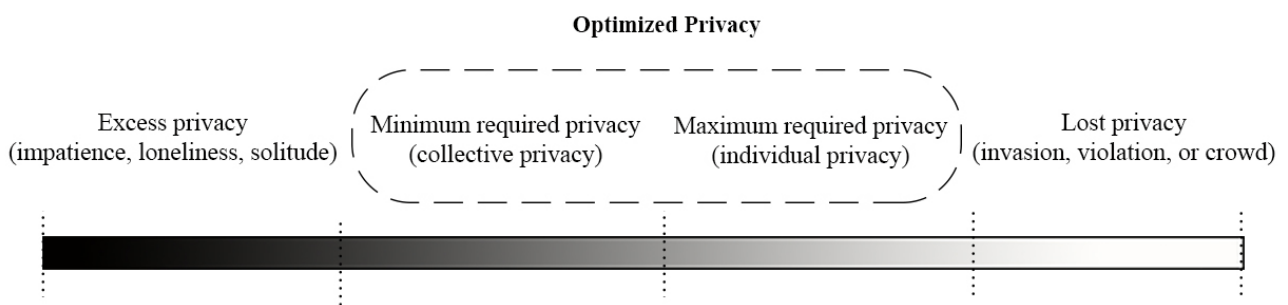 Optimized Privacy
Excess privacy
(impatience, loneliness, solitude)
Minimum required privacy
(collective privacy)
Maximum required privacy
(individual privacy)
Lost privacy
(invasion, violation, or crowd)